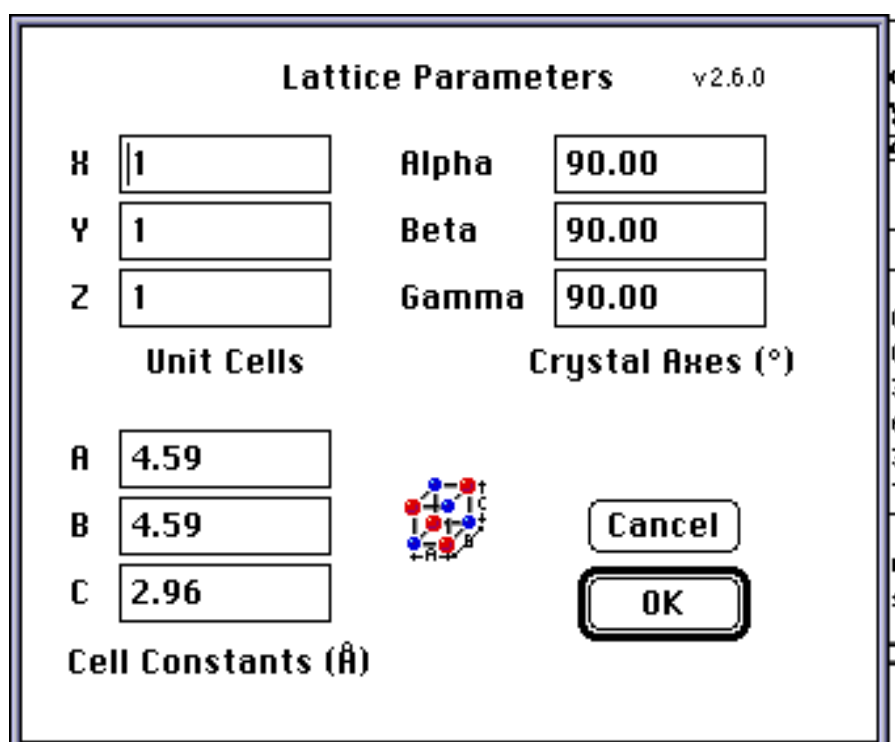 Lattice Parameters v2.6.0
X 1 Alpha 90.00
Y 1 Beta 90.00
Z 1 Gamma 90.00
Unit Cells Crystal Axes (°)
A 4.59
B 4.59
C 2.96
Cell Constants (Å)
C
B
A
Cancel
OK